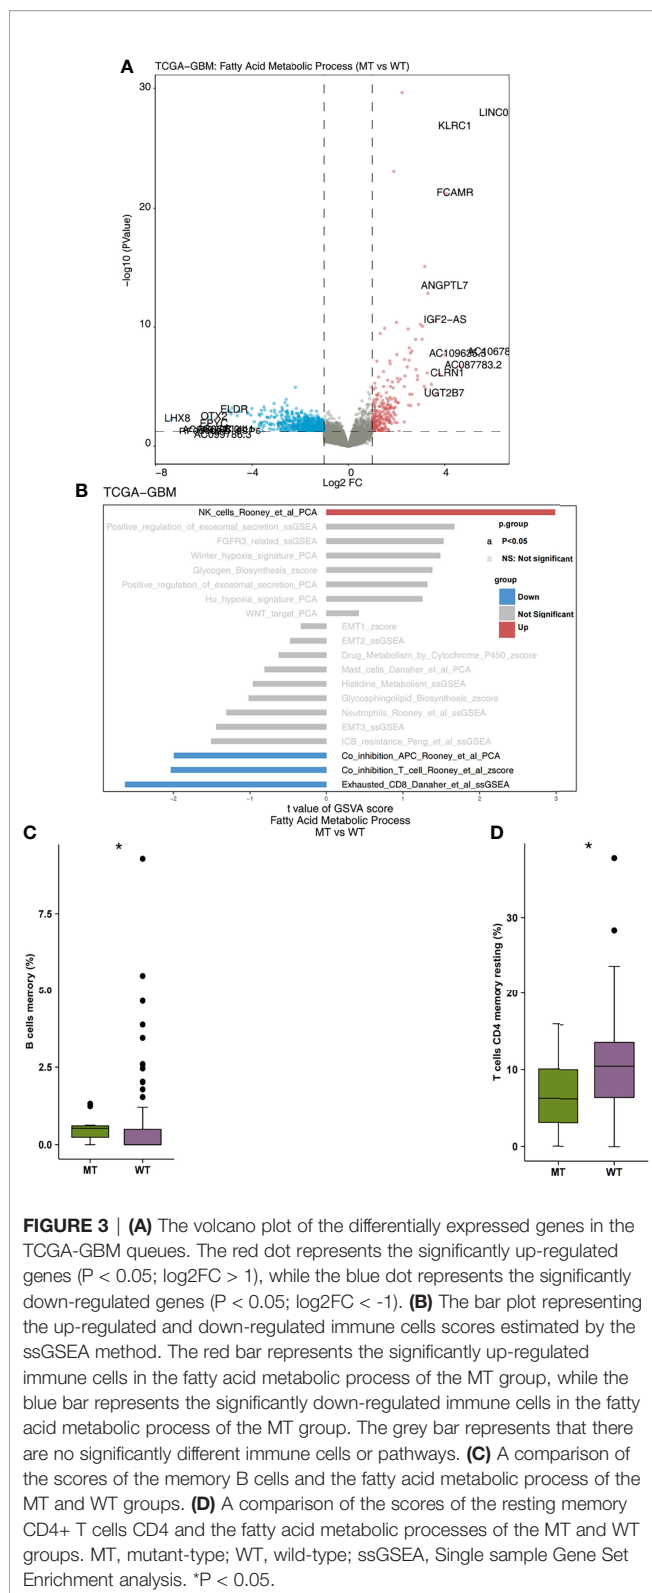 A
TCGA-GBM: Fatty Acid Metabolic Process (MT vs WT)
30
20
10
0
-log10 (PValue)
LINC0
KLRC1
FCAMR
ANGPTL7
IGF2-AS
AC10678
AC109635.5
AC087783.2
CLRN1
UGT2B7
ELDR
OTX2
LHX8
EPYC
AC099786.3
-8
-4
0
4
Log2 FC
B
TCGA-GBM
NK_cells_Rooney_et_al_PCA
Positive_regulation_of_exosomal_secretion_ssGSEA
FGFR3_related_ssGSEA
Winter_hypoxia_signature_PCA
Glycogen_Biosynthesis_zscore
Positive_regulation_of_exosomal_secretion_PCA
Hu_hypoxia_signature_PCA
WNT_target_PCA
EMT1_zscore
EMT2_ssGSEA
Drug_Metabolism_by_Cytochrome_P450_zscore
Mast_cells_Danaher_et_al_PCA
Histidine_Metabolism_ssGSEA
Glycosphingolipid_Biosynthesis_zscore
Neutrophils_Rooney_et_al_ssGSEA
EMT3_ssGSEA
ICB_resistance_Peng_et_al_ssGSEA
Co_inhibition_APC_Rooney_et_al_PCA
Co_inhibition_T_cell_Rooney_et_al_zscore
Exhausted_CD8_Danaher_et_al_ssGSEA
p.group
a P<0.05
a NS: Not significant
group
Down
Not Significant
Up
-2 -1 0 1 2 3
t value of GSVA score
Fatty Acid Metabolic Process
MT vs WT
C
*
7.5
5.0
2.5
0.0
B cells memory (%)
MT WT
D
*
30
20
10
0
T cells CD4 memory resting (%)
MT WT
FIGURE 3 | (A) The volcano plot of the differentially expressed genes in the
TCGA-GBM queues. The red dot represents the significantly up-regulated
genes (P < 0.05; log2FC > 1), while the blue dot represents the significantly
down-regulated genes (P < 0.05; log2FC < -1). (B) The bar plot representing
the up-regulated and down-regulated immune cells scores estimated by the
ssGSEA method. The red bar represents the significantly up-regulated
immune cells in the fatty acid metabolic process of the MT group, while the
blue bar represents the significantly down-regulated immune cells in the fatty
acid metabolic process of the MT group. The grey bar represents that there
are no significantly different immune cells or pathways. (C) A comparison of
the scores of the memory B cells and the fatty acid metabolic process of the
MT and WT groups. (D) A comparison of the scores of the resting memory
CD4+ T cells CD4 and the fatty acid metabolic processes of the MT and WT
groups. MT, mutant-type; WT, wild-type; ssGSEA, Single sample Gene Set
Enrichment analysis. *P < 0.05.